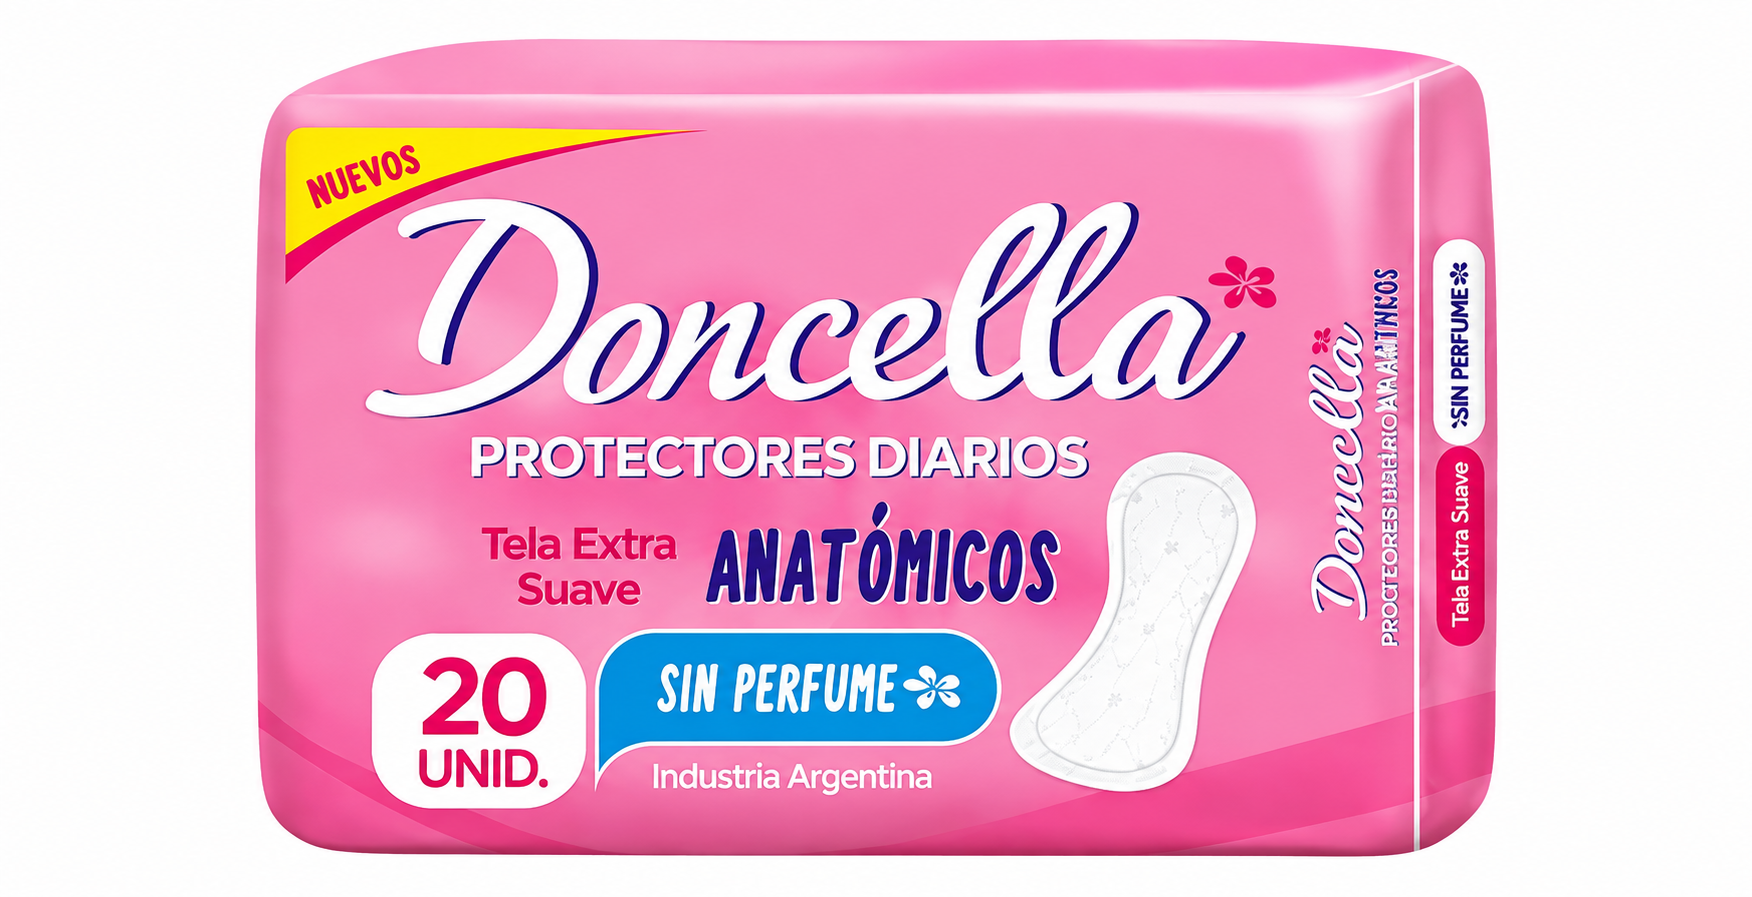 NUEVOS
Doncella
PROTECTORES DIARIOS
Tela Extra
Suave
ANATÓMICOS
20
UNID.
SIN PERFUME
Industria Argentina
Doncella
SIN PERFUME
Tela Extra Suave